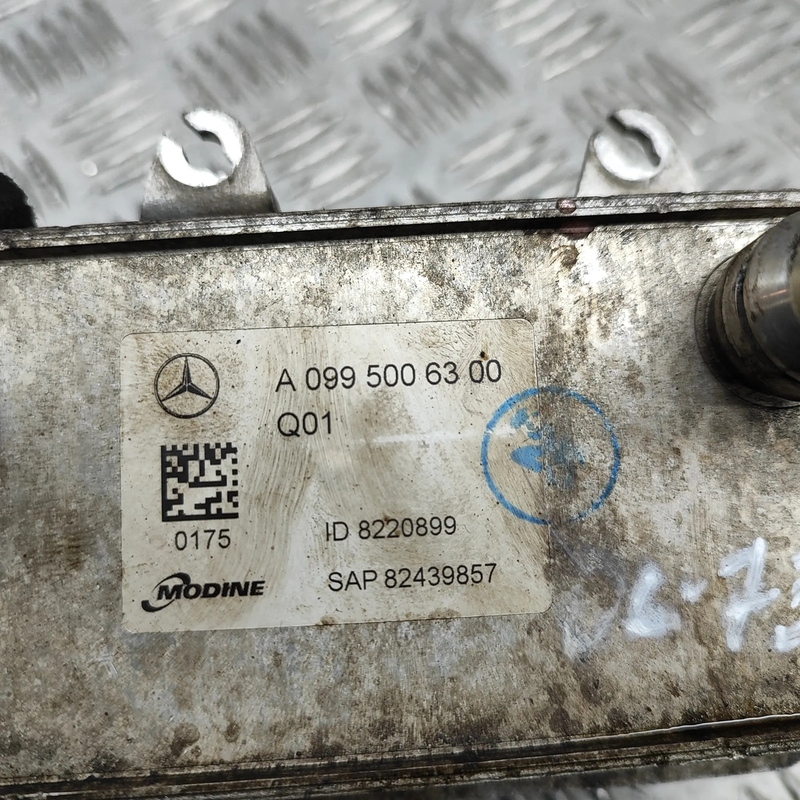 A 099 500 63 00
Q01
0175
ID 8220899
MODINE
SAP 82439857